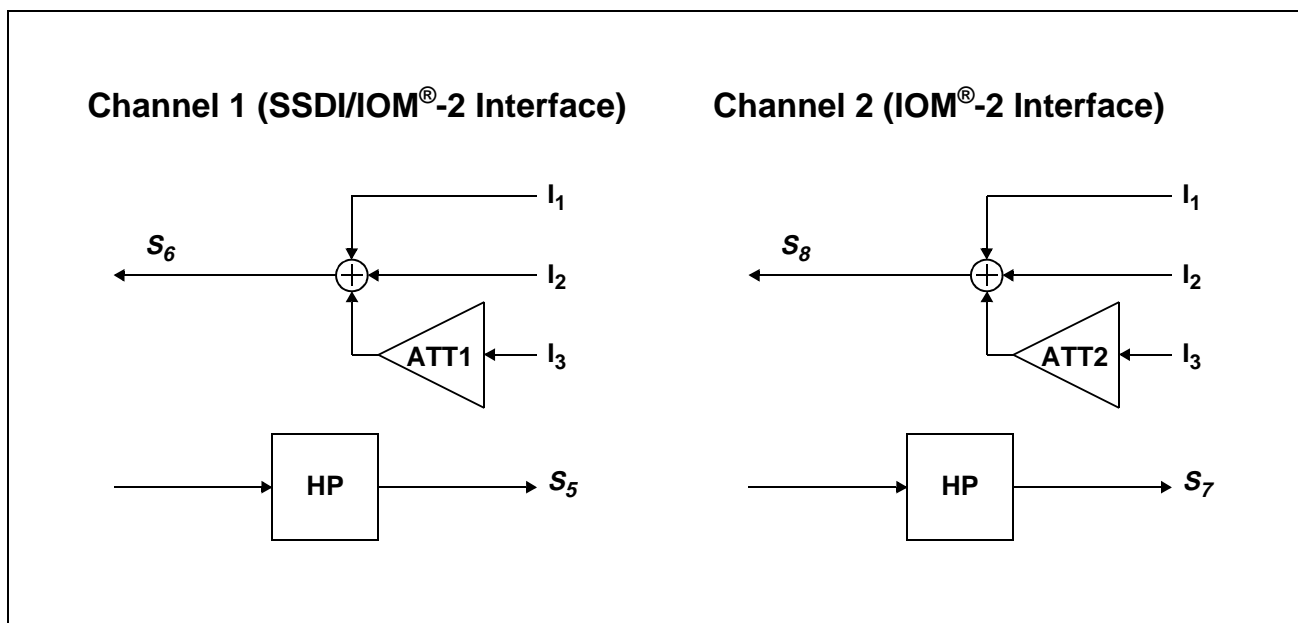 Channel 1 (SSDI/IOM®-2 Interface)
Channel 2 (IOM®-2 Interface)
I1
S6
I2
ATT1
I3
HP
S5
I1
S8
I2
ATT2
I3
HP
S7